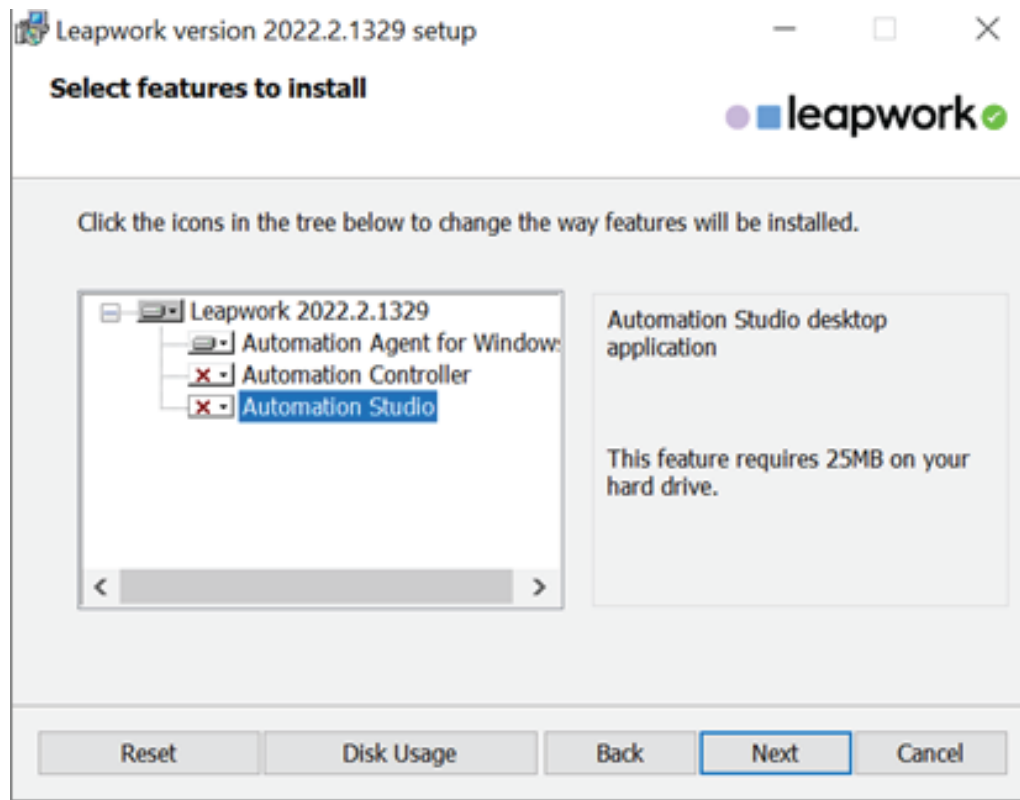 Leapwork version 2022.2.1329 setup
Select features to install
leapwork
Click the icons in the tree below to change the way features will be installed.
Leapwork 2022.2.1329
Automation Agent for Windows
Automation Controller
Automation Studio
Automation Studio desktop
application
This feature requires 25MB on your
hard drive.
Reset
Disk Usage
Back
Next
Cancel